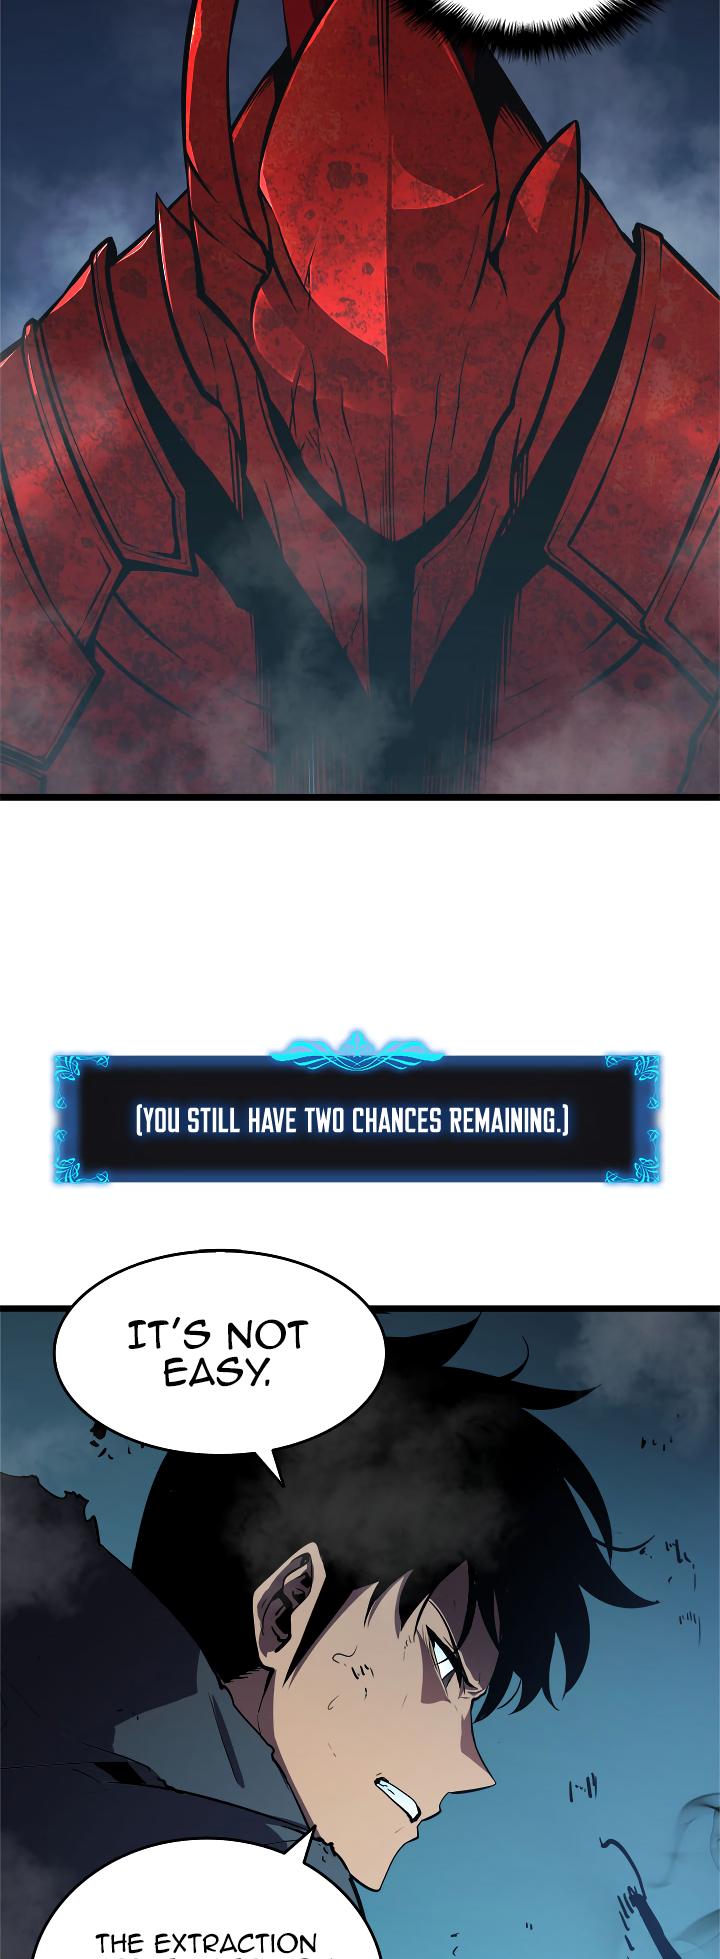 [YOU STILL HAVE TWO CHANCES REMAINING.]
IT'S NOT
EASY.
THE EXTRACTION